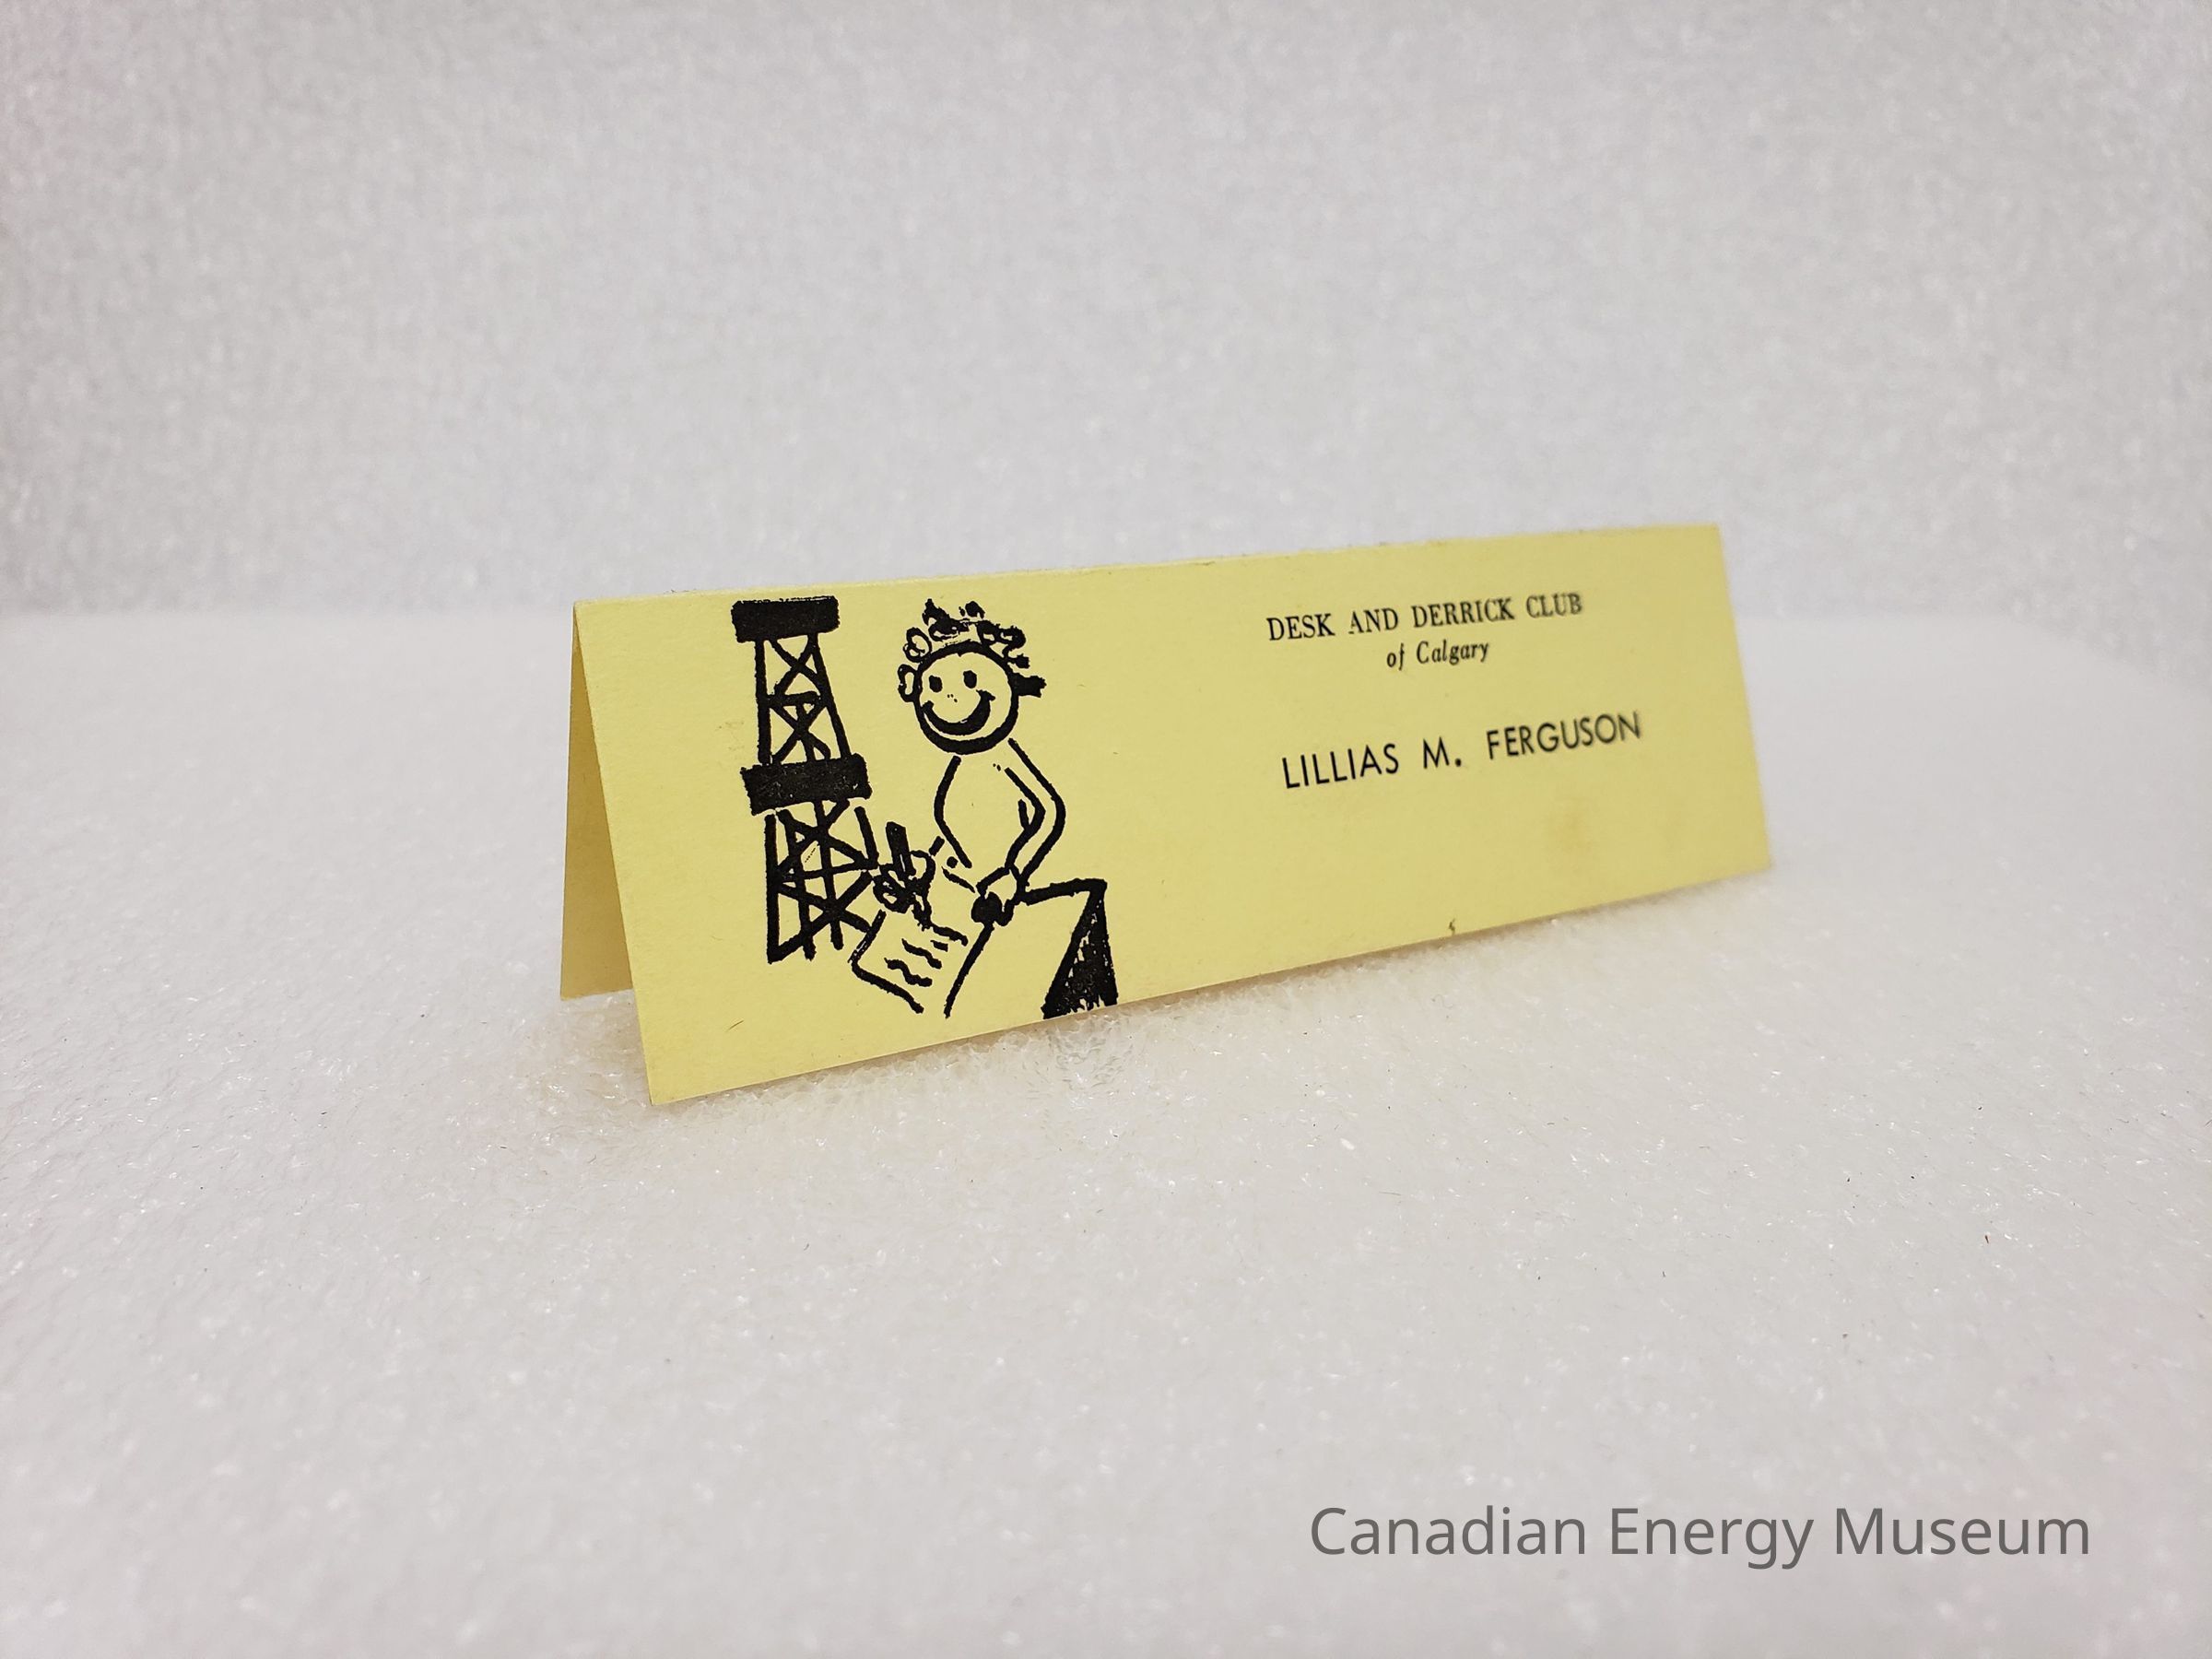 DESK AND DERRICK CLUB
of Calgary
LILLIAS M. FERGUSON
Canadian Energy Museum